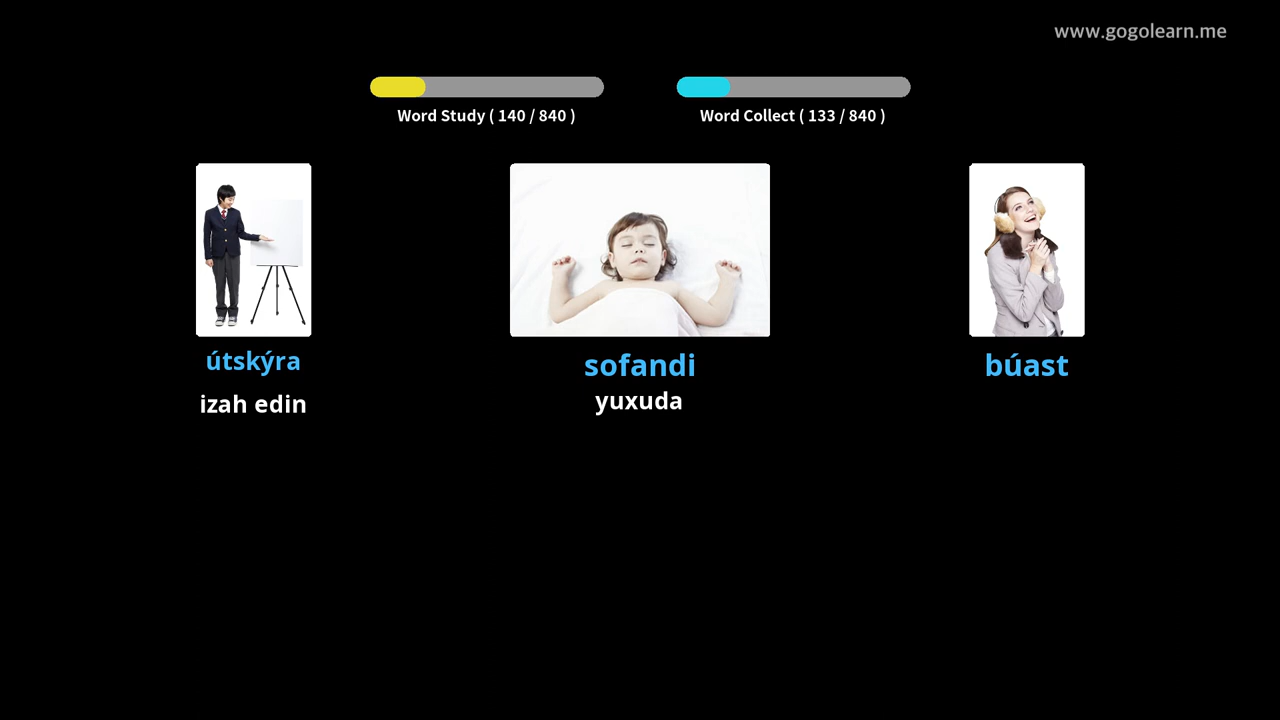 www.gogolearn.me
Word Study ( 140 / 840 )
Word Collect ( 133 / 840 )
útskýra
izah edin
sofandi
yuxuda
búast